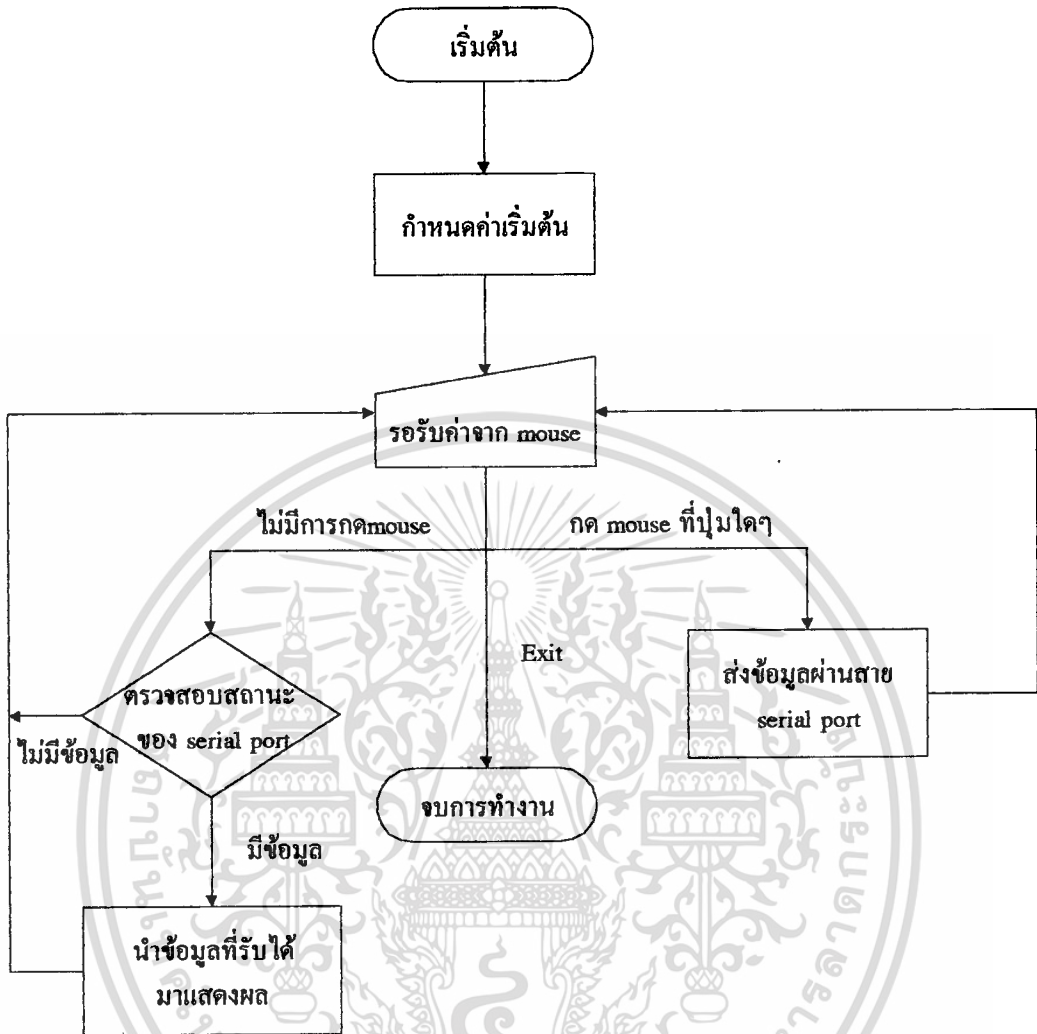 เริ่มต้น
กำหนดค่าเริ่มต้น
รอรับค่าจาก mouse
ไม่มีการกดmouse
กด mouse ที่ปุ่มใดๆ
Exit
ส่งข้อมูลผ่านสาย
serial port
ตรวจสอบสถานะ
ของ serial port
ไม่มีข้อมูล
จบการทำงาน
มีข้อมูล
นำข้อมูลที่รับได้
มาแสดงผล